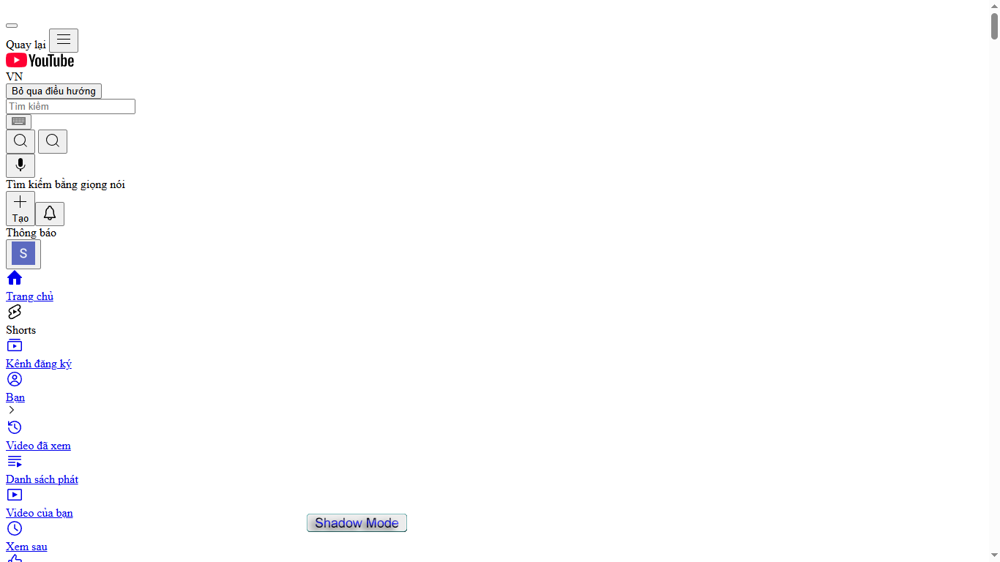 Quay lại
YouTube
VN
Bỏ qua điều hướng
Tìm kiếm
Tìm kiếm bằng giọng nói
Tạo
Thông báo
S
Trang chủ
Shorts
Kênh đăng ký
Bạn
Video đã xem
Danh sách phát
Video của bạn
Shadow Mode
Xem sau